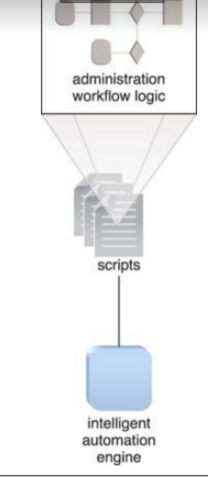 administration
workflow logic
scripts
intelligent
automation
engine